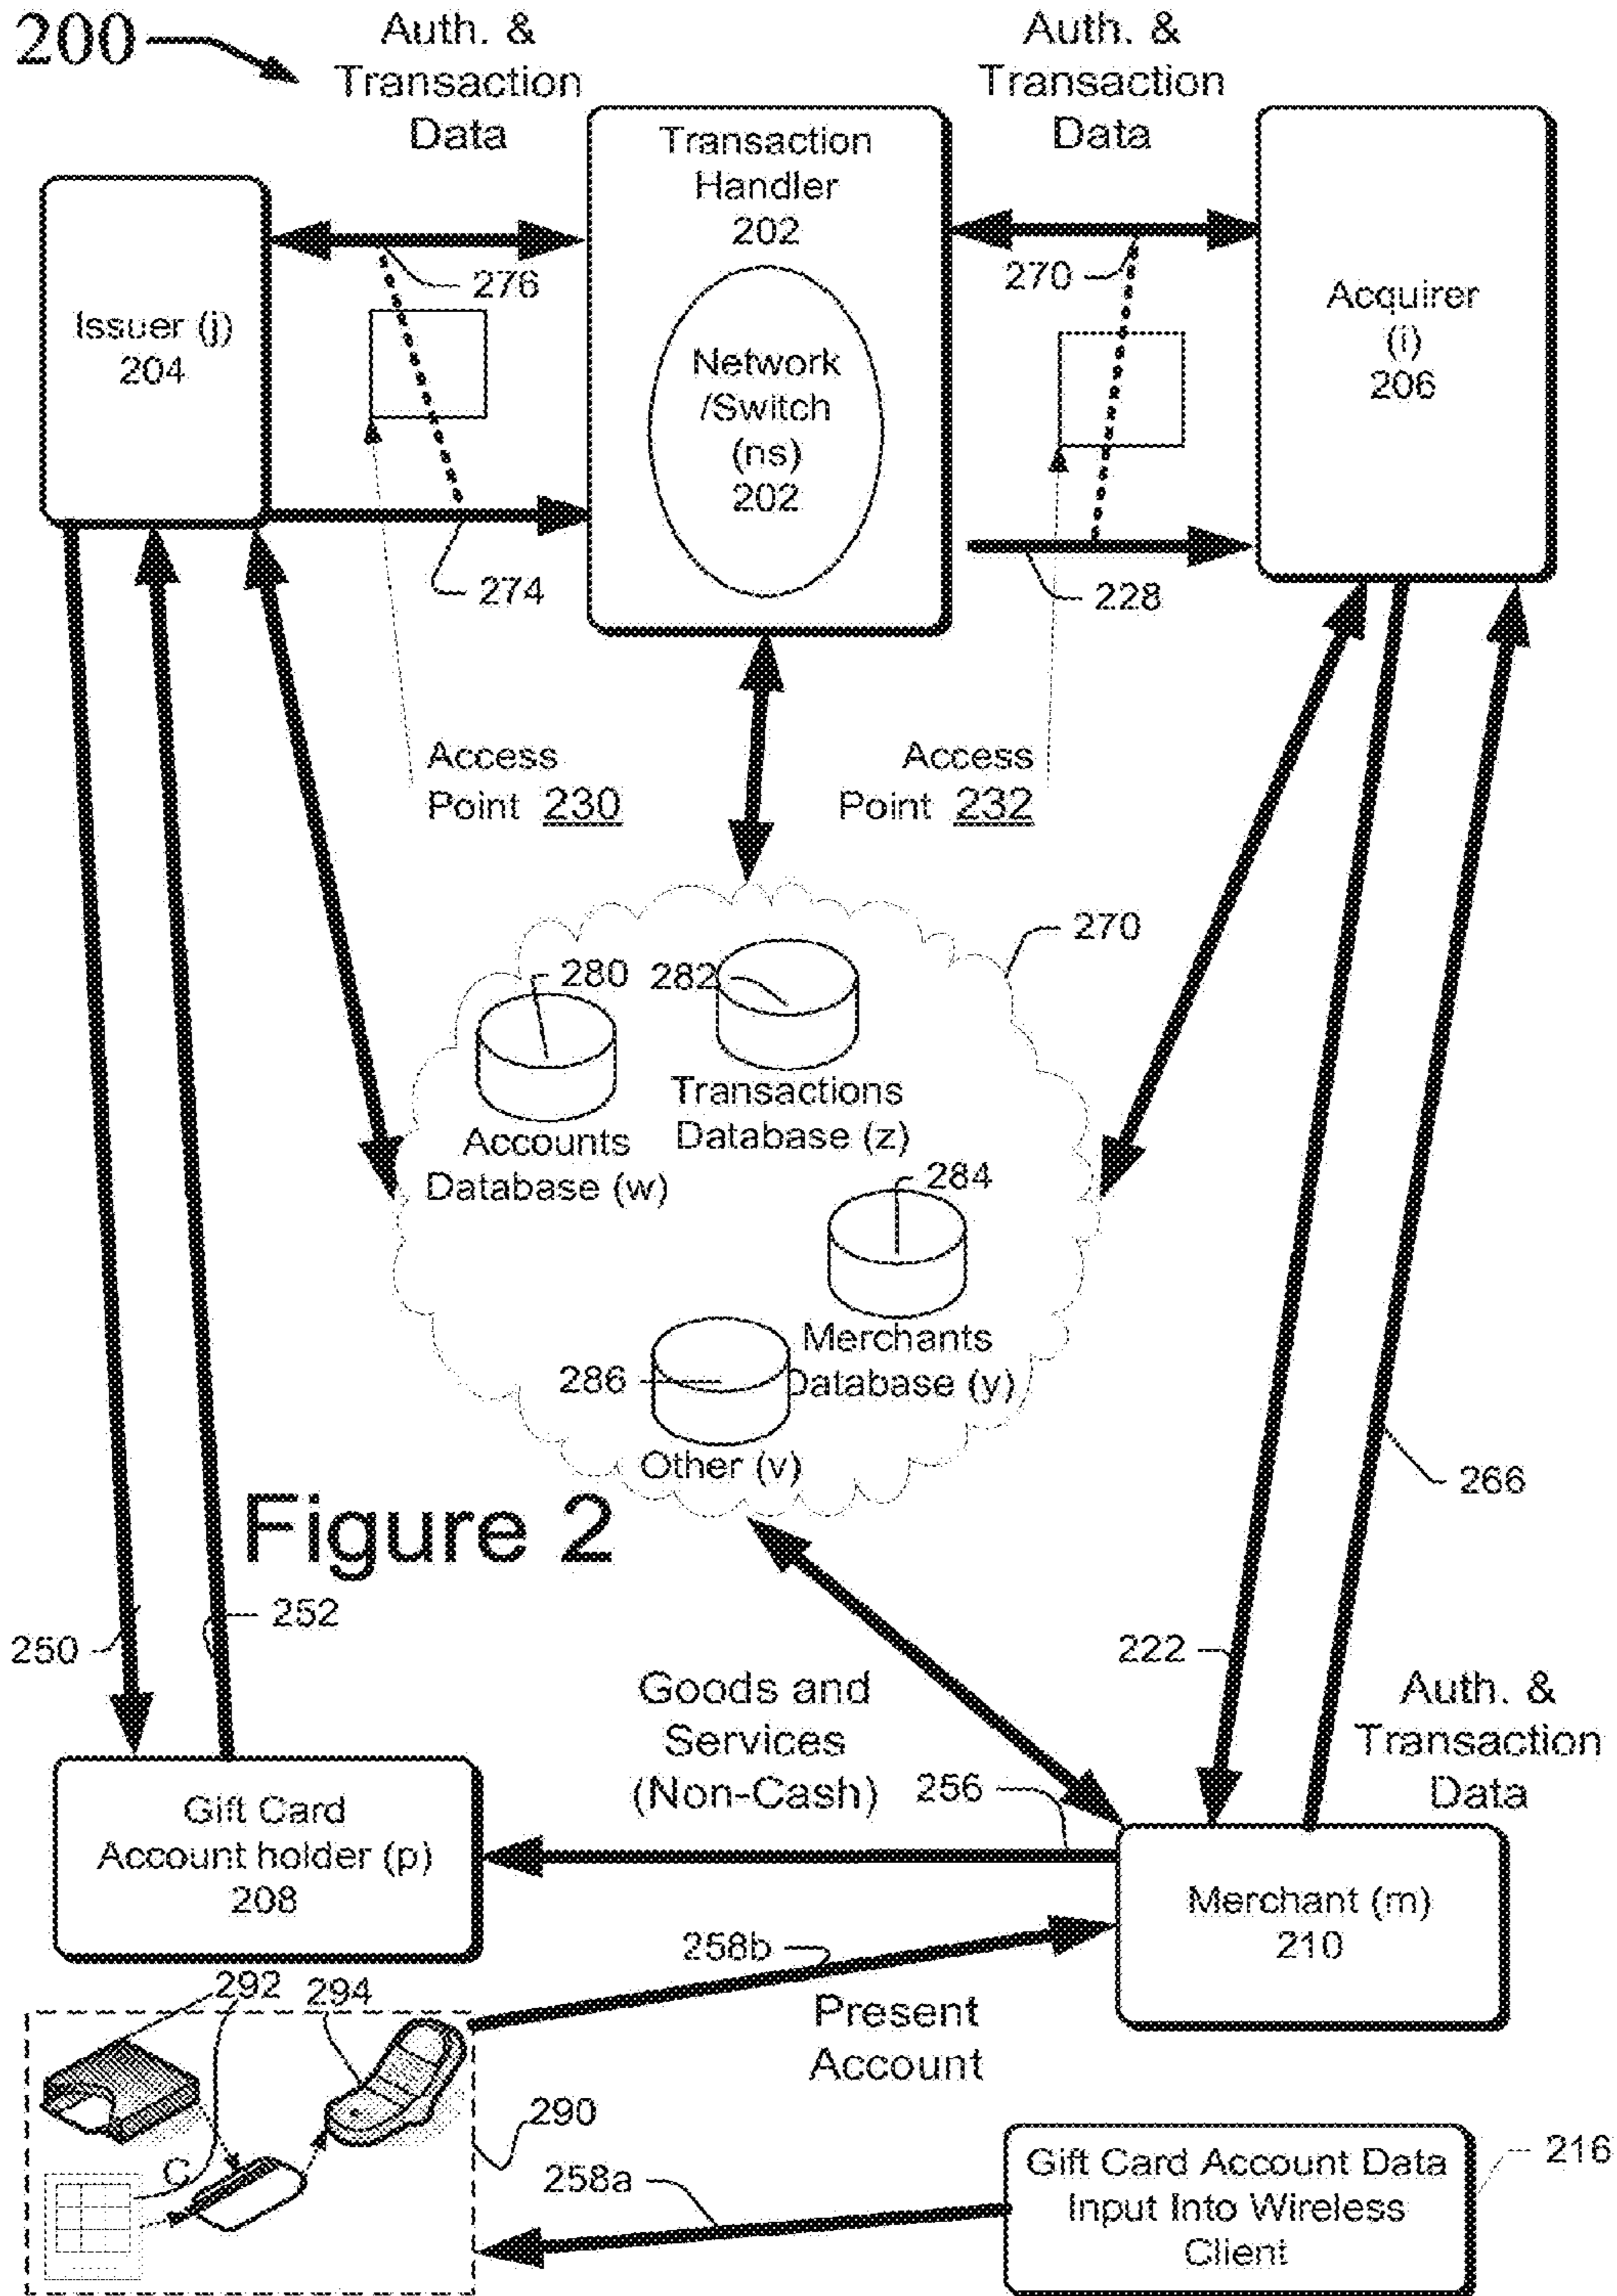 200
Auth. &
Transaction
Data
Auth. &
Transaction
Data
Transaction
Handler
202
Network
/Switch
(ns)
202
Issuer (j)
204
Acquirer
(i)
206
276
270
274
228
Access
Point 230
Access
Point 232
270
280
282
Transactions
Database (z)
Accounts
Database (w)
284
Merchants
Database (y)
286
Other (v)
266
Figure 2
250
252
222
Goods and
Services
(Non-Cash)
256
Auth. &
Transaction
Data
Gift Card
Account holder (p)
208
Merchant (m)
210
258b
Present
Account
292
294
290
C
258a
Gift Card Account Data
Input Into Wireless
Client
216